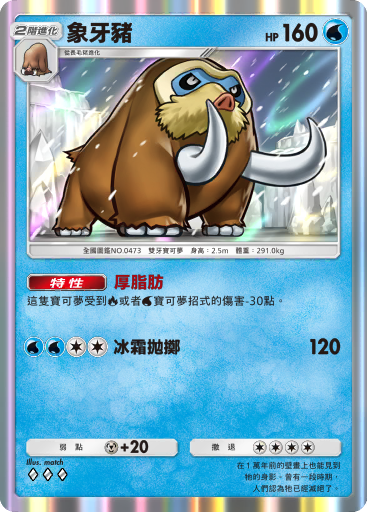 2階進化 象牙豬 HP 160
從長毛豬進化
全國圖鑑NO.0473 雙牙寶可夢 身高：2.5m 體重：291.0kg
特性 厚脂肪
這隻寶可夢受到或者寶可夢招式的傷害-30點。
冰霜拋擲 120
弱點 +20 撤退
Illus. match
在1萬年前的壁畫上也能見到
牠的身影。曾有一段時期，
人們認為牠已經滅絕了。